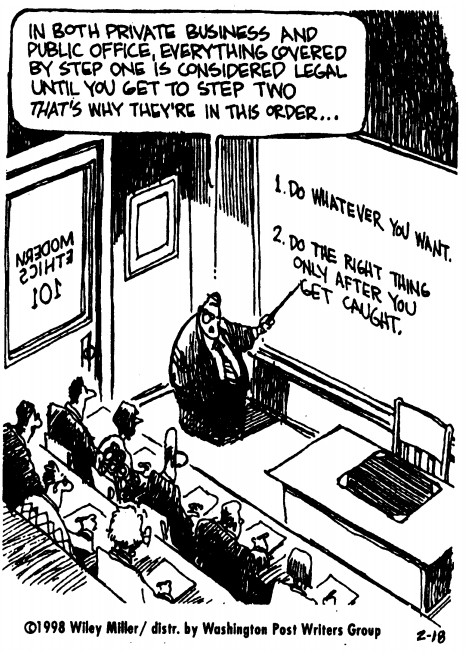 IN BOTH PRIVATE BUSINESS AND
PUBLIC OFFICE, EVERYTHING COVERED
BY STEP ONE IS CONSIDERED LEGAL
UNTIL YOU GET TO STEP TWO
THAT'S WHY THEY'RE IN THIS ORDER...
1. DO WHATEVER YOU WANT.
2. DO THE RIGHT THING
ONLY AFTER YOU
GET CAUGHT.
MODERN
ETHICS
101
©1998 Wiley Miller/ distr. by Washington Post Writers Group
2-18